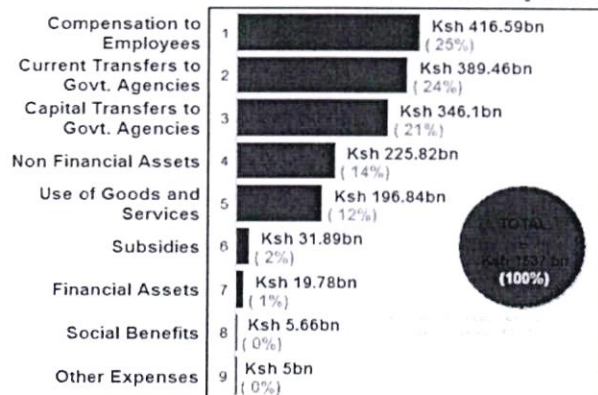 Compensation to
Employees
1
Ksh 416.59bn
( 25%)
Current Transfers to
Govt. Agencies
2
Ksh 389.46bn
( 24%)
Capital Transfers to
Govt. Agencies
3
Ksh 346.1bn
( 21%)
Non Financial Assets
4
Ksh 225.82bn
( 14%)
Use of Goods and
Services
5
Ksh 196.84bn
( 12%)
Subsidies
6
Ksh 31.89bn
( 2%)
Financial Assets
7
Ksh 19.78bn
( 1%)
Social Benefits
8
Ksh 5.66bn
( 0%)
Other Expenses
9
Ksh 5bn
( 0%)
TOTAL
Ksh 1637 bn
(100%)